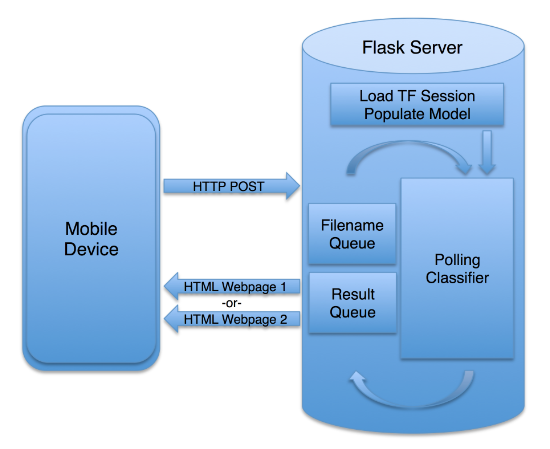 Flask Server
Load TF Session
Populate Model
Mobile
Device
HTTP POST
Filename
Queue
Polling
Classifier
HTML Webpage 1
-or-
HTML Webpage 2
Result
Queue